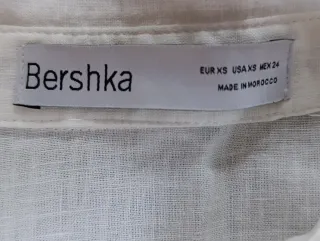 Bershka
EUR XS USA XS MEX 24
MADE IN MOROCCO